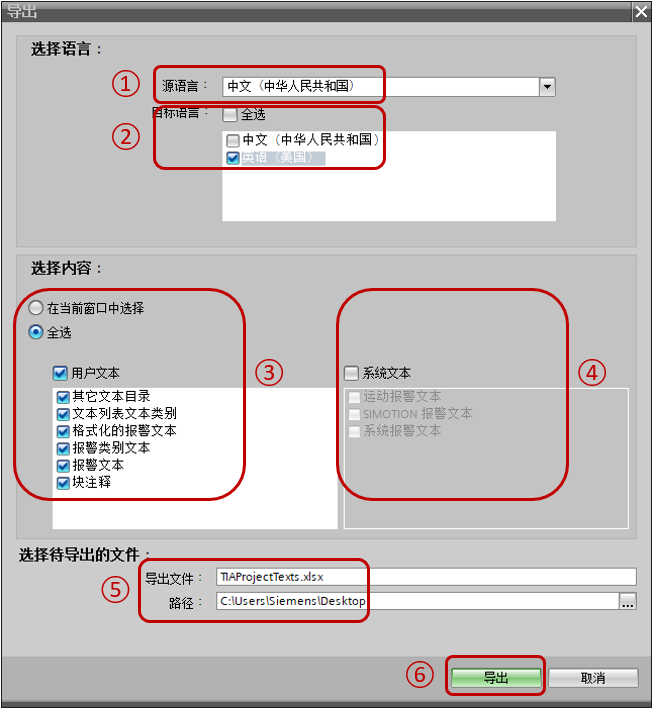 导出
选择语言：
① 源语言： 中文（中华人民共和国）
目标语言： 全选
② 中文（中华人民共和国）
英语（美国）
选择内容：
在当前窗口中选择
全选
用户文本 ③ 系统文本 ④
其它文本目录 运动报警文本
文本列表文本类别 SIMOTION 报警文本
格式化的报警文本 系统报警文本
报警类别文本
报警文本
块注释
选择待导出的文件：
导出文件： TIAProjectTexts.xlsx
⑤ 路径： C:\Users\Siemens\Desktop ...
⑥ 导出 取消